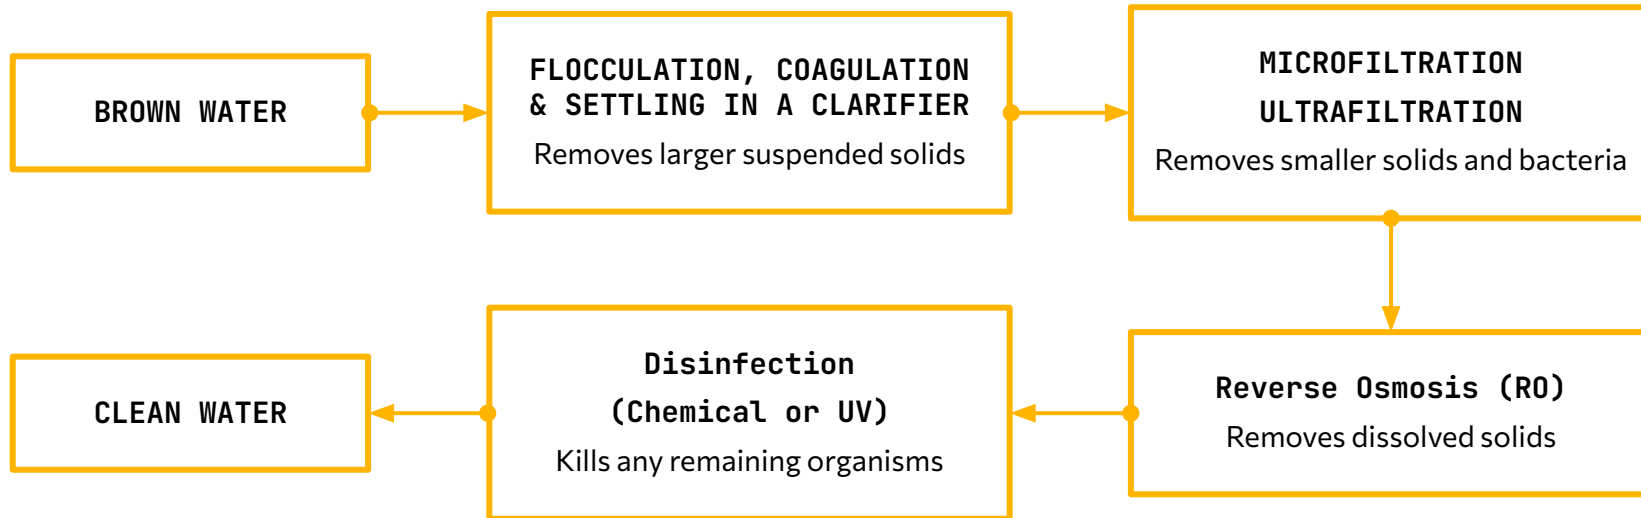 BROWN WATER
FLOCCULATION, COAGULATION
& SETTLING IN A CLARIFIER
Removes larger suspended solids
MICROFILTRATION
ULTRAFILTRATION
Removes smaller solids and bacteria
Reverse Osmosis (RO)
Removes dissolved solids
Disinfection
(Chemical or UV)
Kills any remaining organisms
CLEAN WATER